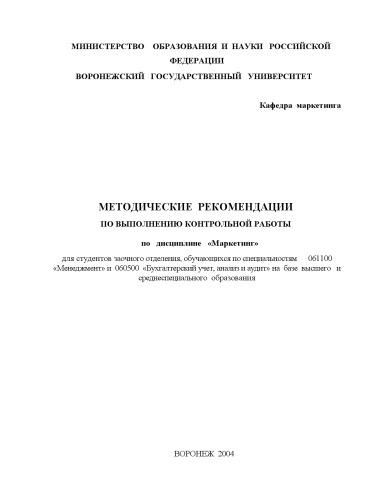 МИНИСТЕРСТВО ОБРАЗОВАНИЯ И НАУКИ РОССИЙСКОЙ
ФЕДЕРАЦИИ
ВОРОНЕЖСКИЙ ГОСУДАРСТВЕННЫЙ УНИВЕРСИТЕТ
Кафедра маркетинга
МЕТОДИЧЕСКИЕ РЕКОМЕНДАЦИИ
ПО ВЫПОЛНЕНИЮ КОНТРОЛЬНОЙ РАБОТЫ
по дисциплине «Маркетинг»
для студентов заочного отделения, обучающихся по специальностям 061100
«Менеджмент» и 060500 «Бухгалтерский учет, анализ и аудит» на базе высшего и
среднеспециального образования
ВОРОНЕЖ 2004